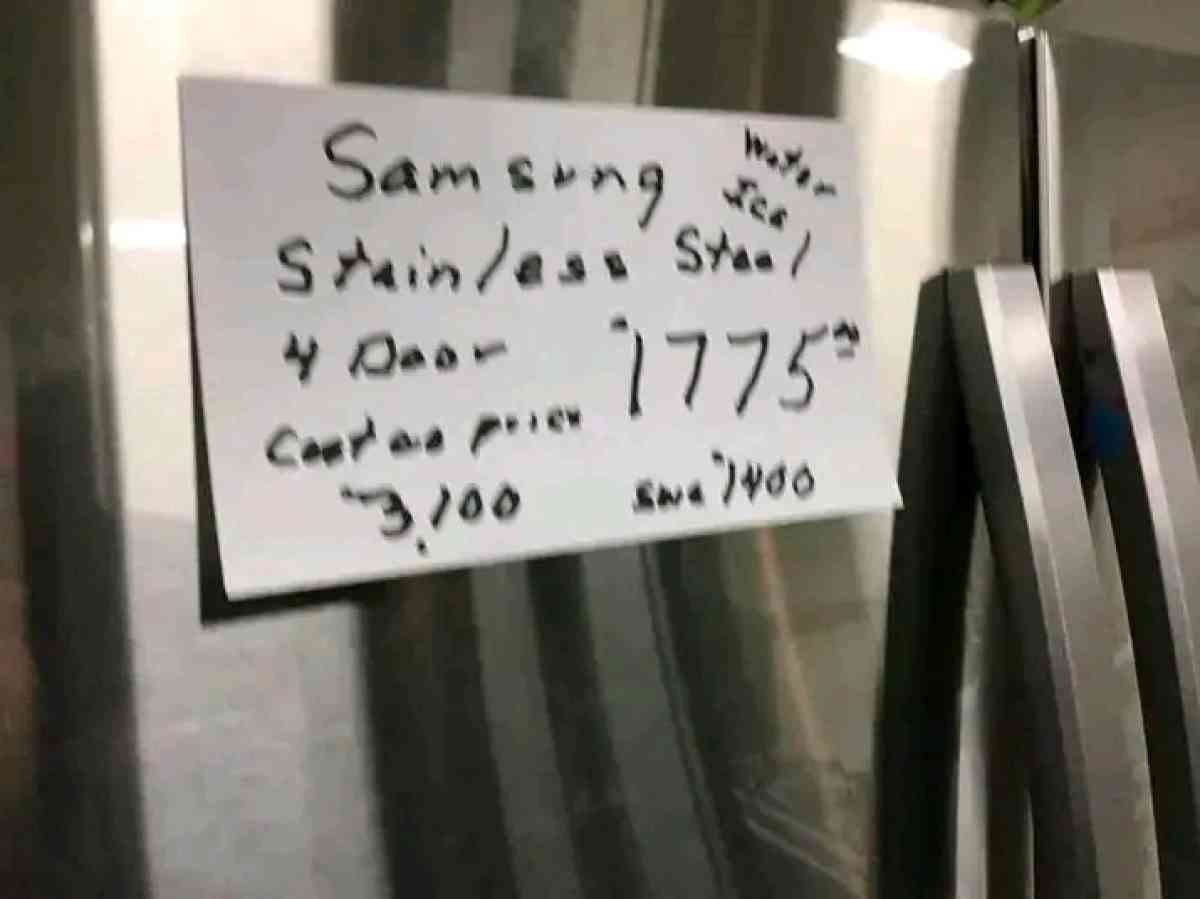 Samsung
Water
Ice
Stainless Steel
4 Door
1775
Costco price
3,100
save 1400